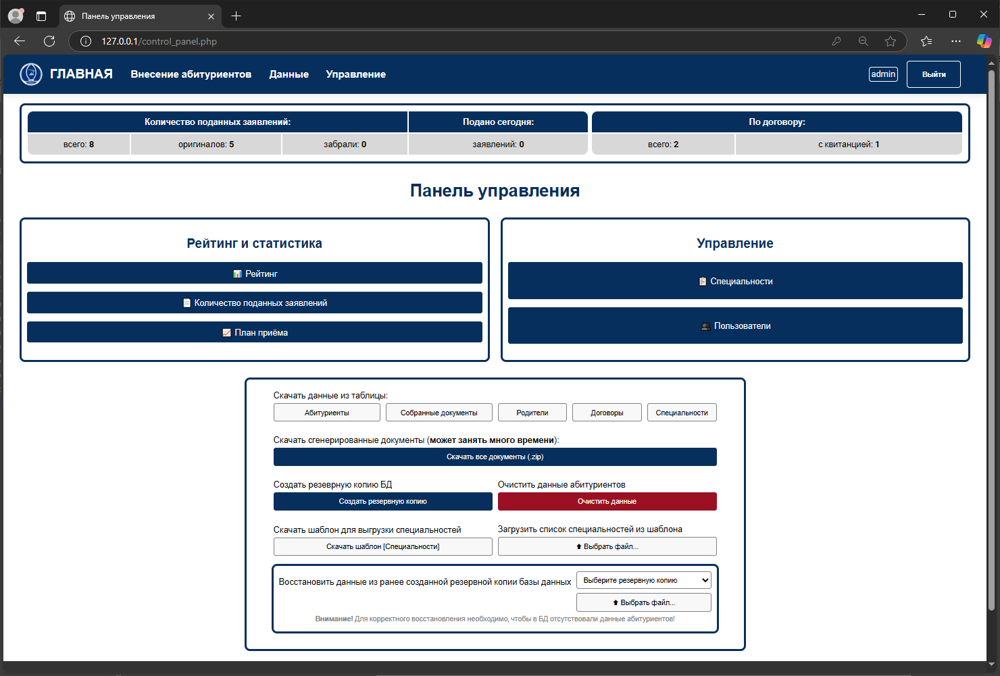 Панель управления
127.0.0.1/control_panel.php
ГЛАВНАЯ Внесение абитуриентов Данные Управление admin Выйти
Количество поданных заявлений: Подано сегодня: По договору:
всего: 8 оригиналов: 5 забрали: 0 заявлений: 0 всего: 2 с квитанцией: 1
Панель управления
Рейтинг и статистика
Рейтинг
Количество поданных заявлений
План приёма
Управление
Специальности
Пользователи
Скачать данные из таблицы:
Абитуриенты Собранные документы Родители Договоры Специальности
Скачать сгенерированные документы (может занять много времени):
Скачать все документы (.zip)
Создать резеврную копию БД Очистить данные абитуриентов
Создать резервную копию Очистить данные
Скачать шаблон для выгрузки специальностей Загрузить список специальностей из шаблона
Скачать шаблон [Специальности] ⬆ Выбрать файл...
Восстановить данные из ранее созданной резервной копии базы данных Выберите резервную копию
⬆ Выбрать файл...
Внимание! Для корректного восстановления необходимо, чтобы в БД отсутствовали данные абитуриентов!